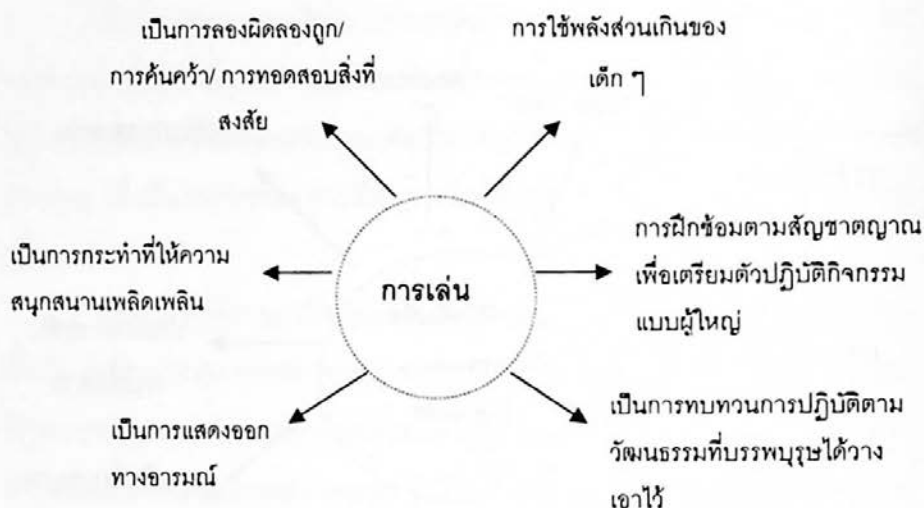 เป็นการลองผิดลองถูก/
การค้นคว้า/ การทอดสอบสิ่งที่
สงสัย
การใช้พลังส่วนเกินของ
เด็ก ๆ
เป็นการกระทำที่ให้ความ
สนุกสนานเพลิดเพลิน
การเล่น
การฝึกซ้อมตามสัญชาตญาณ
เพื่อเตรียมตัวปฏิบัติกิจกรรม
แบบผู้ใหญ่
เป็นการแสดงออก
ทางอารมณ์
เป็นการทบทวนการปฏิบัติตาม
วัฒนธรรมที่บรรพบุรุษได้วาง
เอาไว้